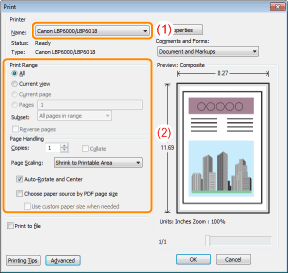 Print
Printer
Name: Canon LBP6000/LBP6018
(1)
Properties
Status: Ready
Type: Canon LBP6000/LBP6018
Comments and Forms:
Document and Markups
Print Range
All
Current view
Current page
Pages 1
Subset: All pages in range
Reverse pages
Page Handling
Copies: 1
Collate
Page Scaling: Shrink to Printable Area
Auto-Rotate and Center
Choose paper source by PDF page size
Use custom paper size when needed
Print to file
(2)
Preview: Composite
8.27
11.69
Units: Inches Zoom : 100%
1/1
Printing Tips
Advanced
OK
Cancel